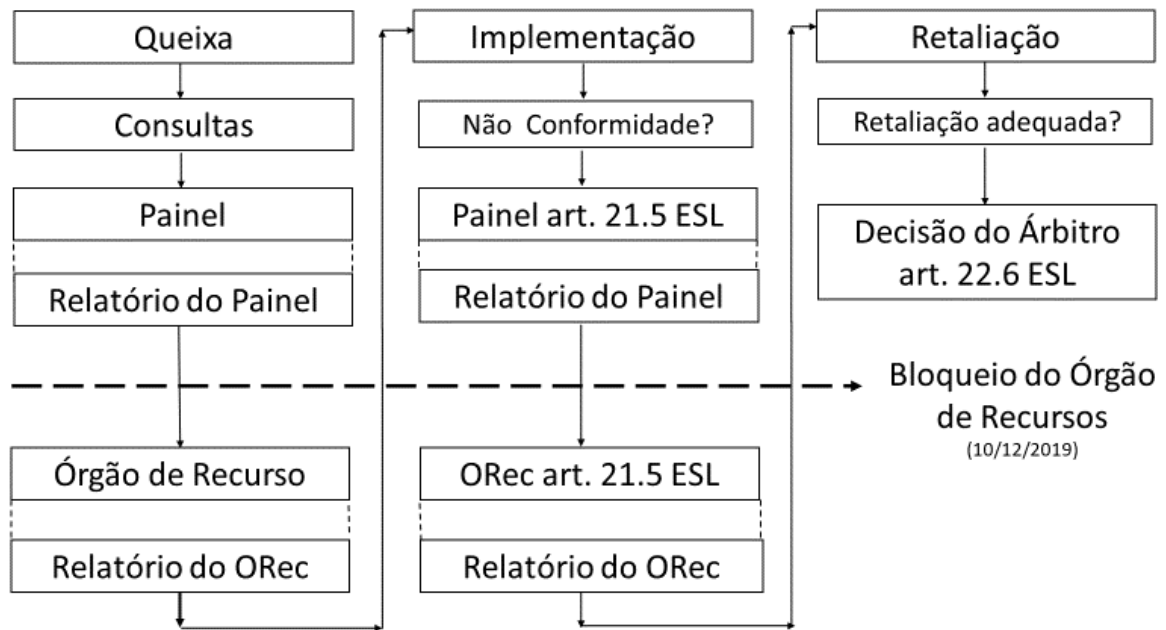 Queixa
Consultas
Painel
Relatório do Painel
Órgão de Recurso
Relatório do ORec
Implementação
Não Conformidade?
Painel art. 21.5 ESL
Relatório do Painel
ORec art. 21.5 ESL
Relatório do ORec
Retaliação
Retaliação adequada?
Decisão do Árbitro
art. 22.6 ESL
Bloqueio do Órgão
de Recursos
(10/12/2019)